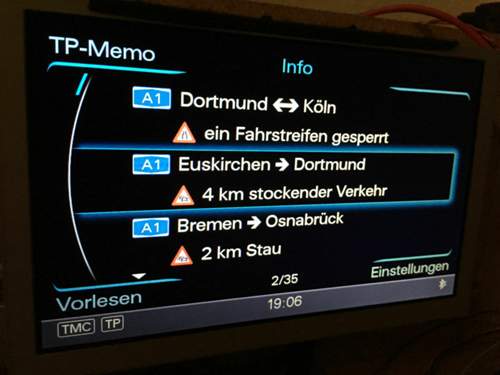 TP-Memo
Info
A1 Dortmund ↔ Köln
ein Fahrstreifen gesperrt
A1 Euskirchen → Dortmund
4 km stockender Verkehr
A1 Bremen → Osnabrück
2 km Stau
2/35
Einstellungen
Vorlesen
19:06
TMC TP